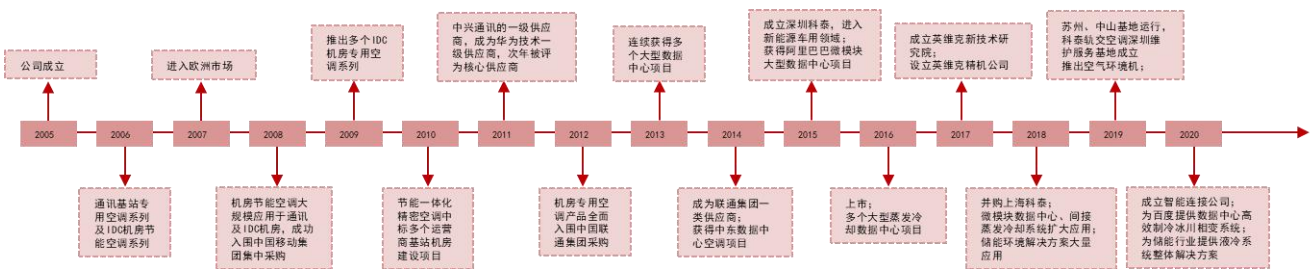 公司成立
进入欧洲市场
推出多个IDC
机房专用空
调系列
中兴通讯的一级供应
商，成为华为技术一
级供应商，次年被评
为核心供应商
连续获得多
个大型数据
中心项目
成立深圳科泰，进入
新能源车用领域；
获得阿里巴巴微模块
大型数据中心项目
成立英维克新技术研
究院；
设立英维克精机公司
苏州、中山基地运行，
科泰轨交空调深圳维
护服务基地成立
推出空气环境机；
2005
2006
2007
2008
2009
2010
2011
2012
2013
2014
2015
2016
2017
2018
2019
2020
通讯基站专
用空调系列
及IDC机房节
能空调系列
机房节能空调大
规模应用于通讯
及IDC机房，成功
入围中国移动集
团集中采购
节能一体化
精密空调中
标多个运营
商基站机房
建设项目
机房专用空
调产品全面
入围中国联
通集团采购
成为联通集团一
类供应商；
获得中东数据中
心空调项目
上市；
多个大型蒸发冷
却数据中心项目
并购上海科泰；
微模块数据中心、间接
蒸发冷却系统扩大应用；
储能环境解决方案大量
应用
成立智能连接公司；
为百度提供数据中心高
效制冷冰川相变系统；
为储能行业提供液冷系
统整体解决方案